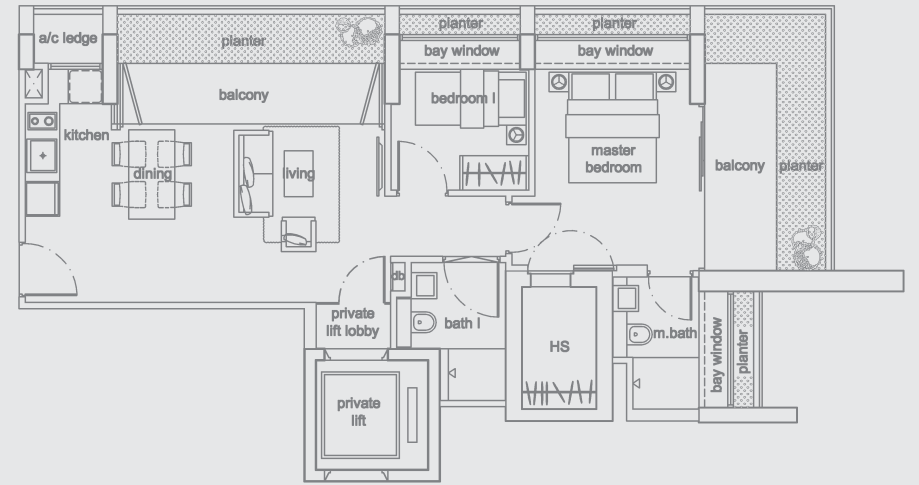 planter
planter
a/c ledge
planter
bay window
bay window
balcony
bedroom I
kitchen
master
bedroom
balcony
planter
dining
living
db
private
lift lobby
bath I
HS
m.bath
bay window
planter
private
lift